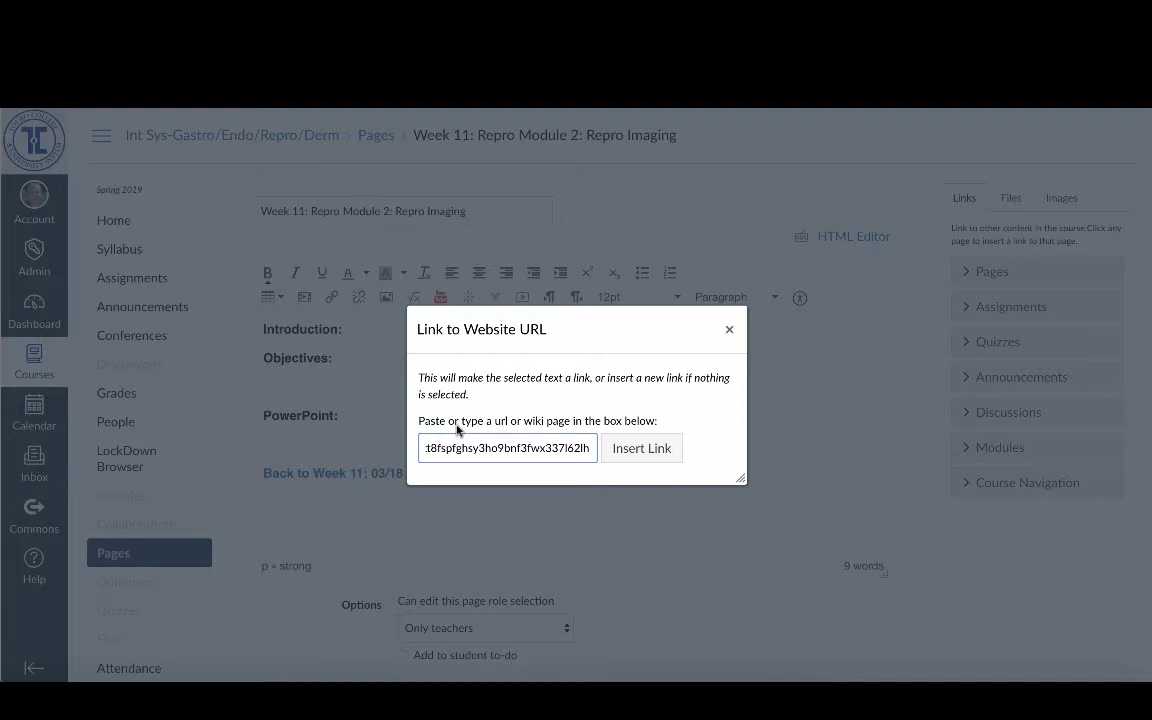 Int Sys-Gastro/Endo/Repro/Derm > Pages > Week 11: Repro Module 2: Repro Imaging
Account
Admin
Dashboard
Courses
Calendar
Inbox
Commons
Help
Spring 2019
Home
Syllabus
Assignments
Announcements
Conferences
Discussions
Grades
People
LockDown
Browser
Collaborations
Pages
Outcomes
Quizzes
Files
Attendance
Week 11: Repro Module 2: Repro Imaging
HTML Editor
12pt
Paragraph
Introduction:
Objectives:
PowerPoint:
Back to Week 11: 03/18
p » strong
9 words
Link to Website URL
This will make the selected text a link, or insert a new link if nothing
is selected.
Paste or type a url or wiki page in the box below:
Insert Link
Options
Can edit this page role selection
Only teachers
Add to student to-do
Links Files Images
Link to other content in the course.Click any
page to insert a link to that page.
Pages
Assignments
Quizzes
Announcements
Discussions
Modules
Course Navigation